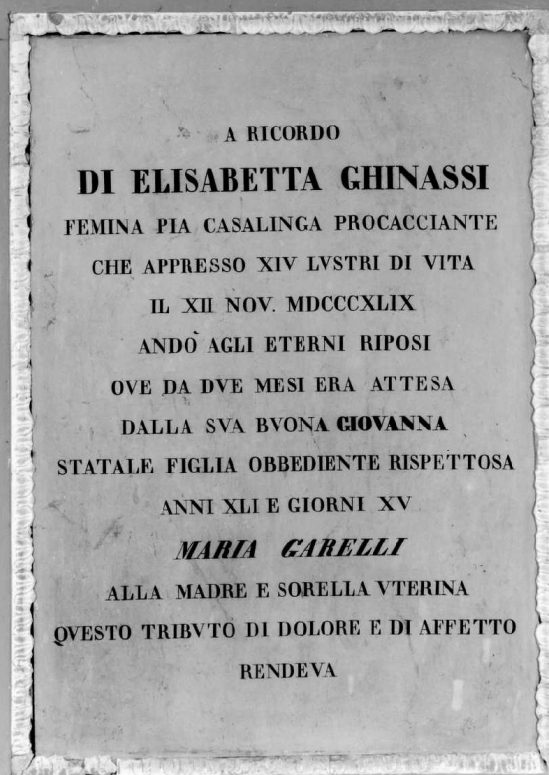 A RICORDO
DI ELISABETTA GHINASSI
FEMINA PIA CASALINGA PROCACCIANTE
CHE APPRESSO XIV LVSTRI DI VITA
IL XII NOV. MDCCCXLIX
ANDÒ AGLI ETERNI RIPOSI
OVE DA DVE MESI ERA ATTESA
DALLA SVA BVONA GIOVANNA
STATALE FIGLIA OBBEDIENTE RISPETTOSA
ANNI XLI E GIORNI XV
MARIA GARELLI
ALLA MADRE E SORELLA VTERINA
QVESTO TRIBVTO DI DOLORE E DI AFFETTO
RENDEVA